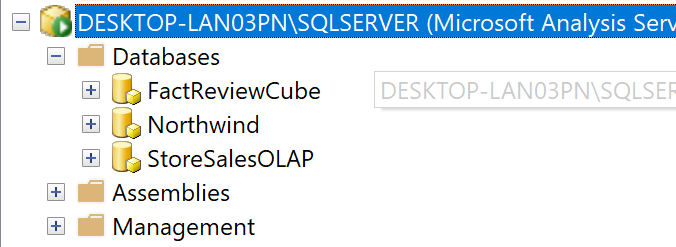 DESKTOP-LAN03PN\SQLSERVER (Microsoft Analysis Serv
Databases
FactReviewCube
DESKTOP-LAN03PN\SQLSER
Northwind
StoreSalesOLAP
Assemblies
Management